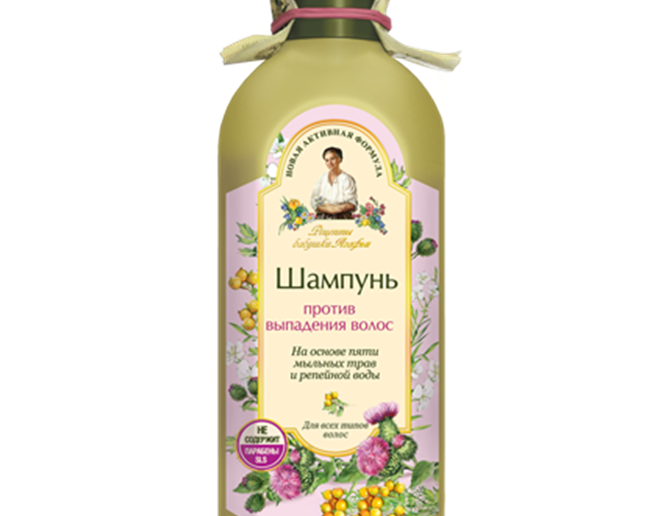 НОВАЯ АКТИВНАЯ ФОРМУЛА
Рецепты
бабушки Агафьи
Шампунь
против
выпадения волос
На основе пяти
мыльных трав
и репейной воды
Для всех типов
волос
НЕ
СОДЕРЖИТ
ПАРАБЕНЫ
SLS